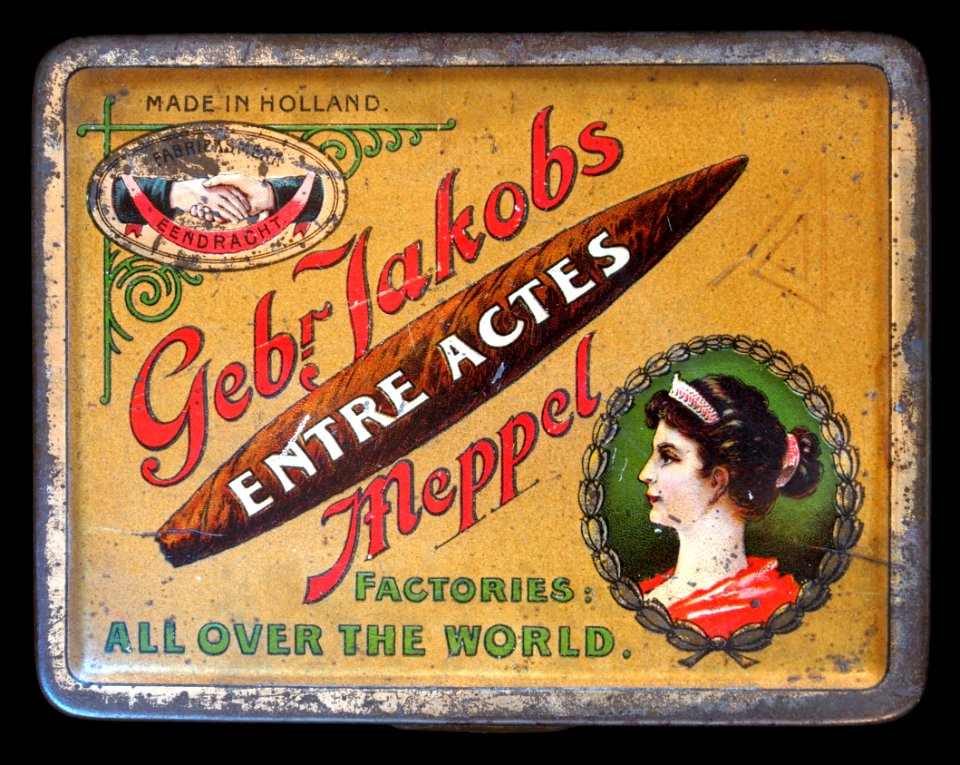 MADE IN HOLLAND.
FABRIEKSMERK
EENDRACHT
Gebr Jakobs
ENTRE ACTES
Meppel
FACTORIES:
ALL OVER THE WORLD.